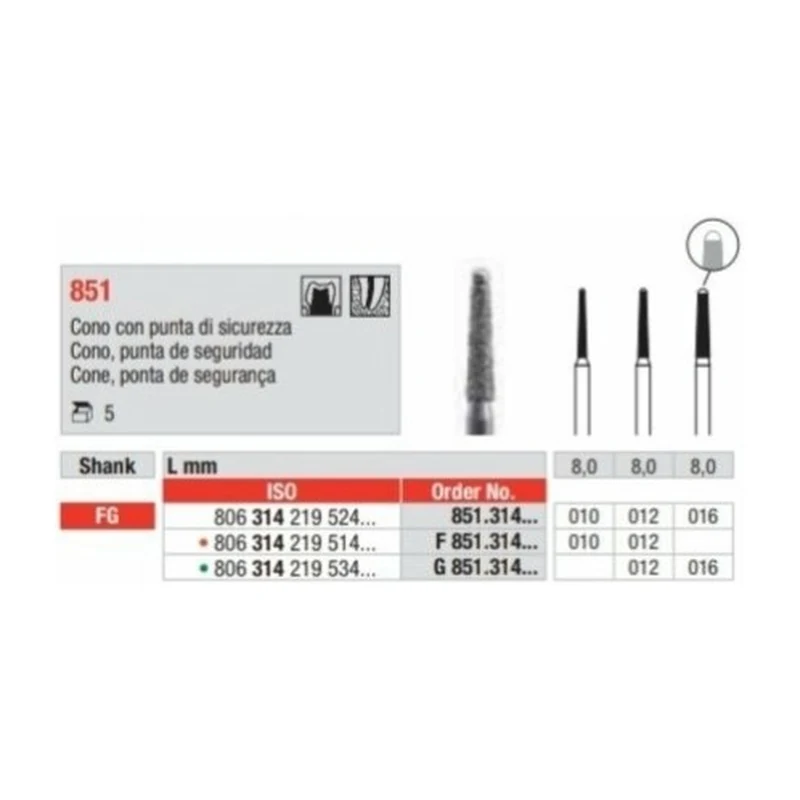 851
Cono con punta di sicurezza
Cono, punta de seguridad
Cone, ponta de segurança
5
Shank L mm 8,0 8,0 8,0
ISO Order No.
FG 806 314 219 524... 851.314... 010 012 016
806 314 219 514... F 851.314... 010 012
806 314 219 534... G 851.314... 012 016